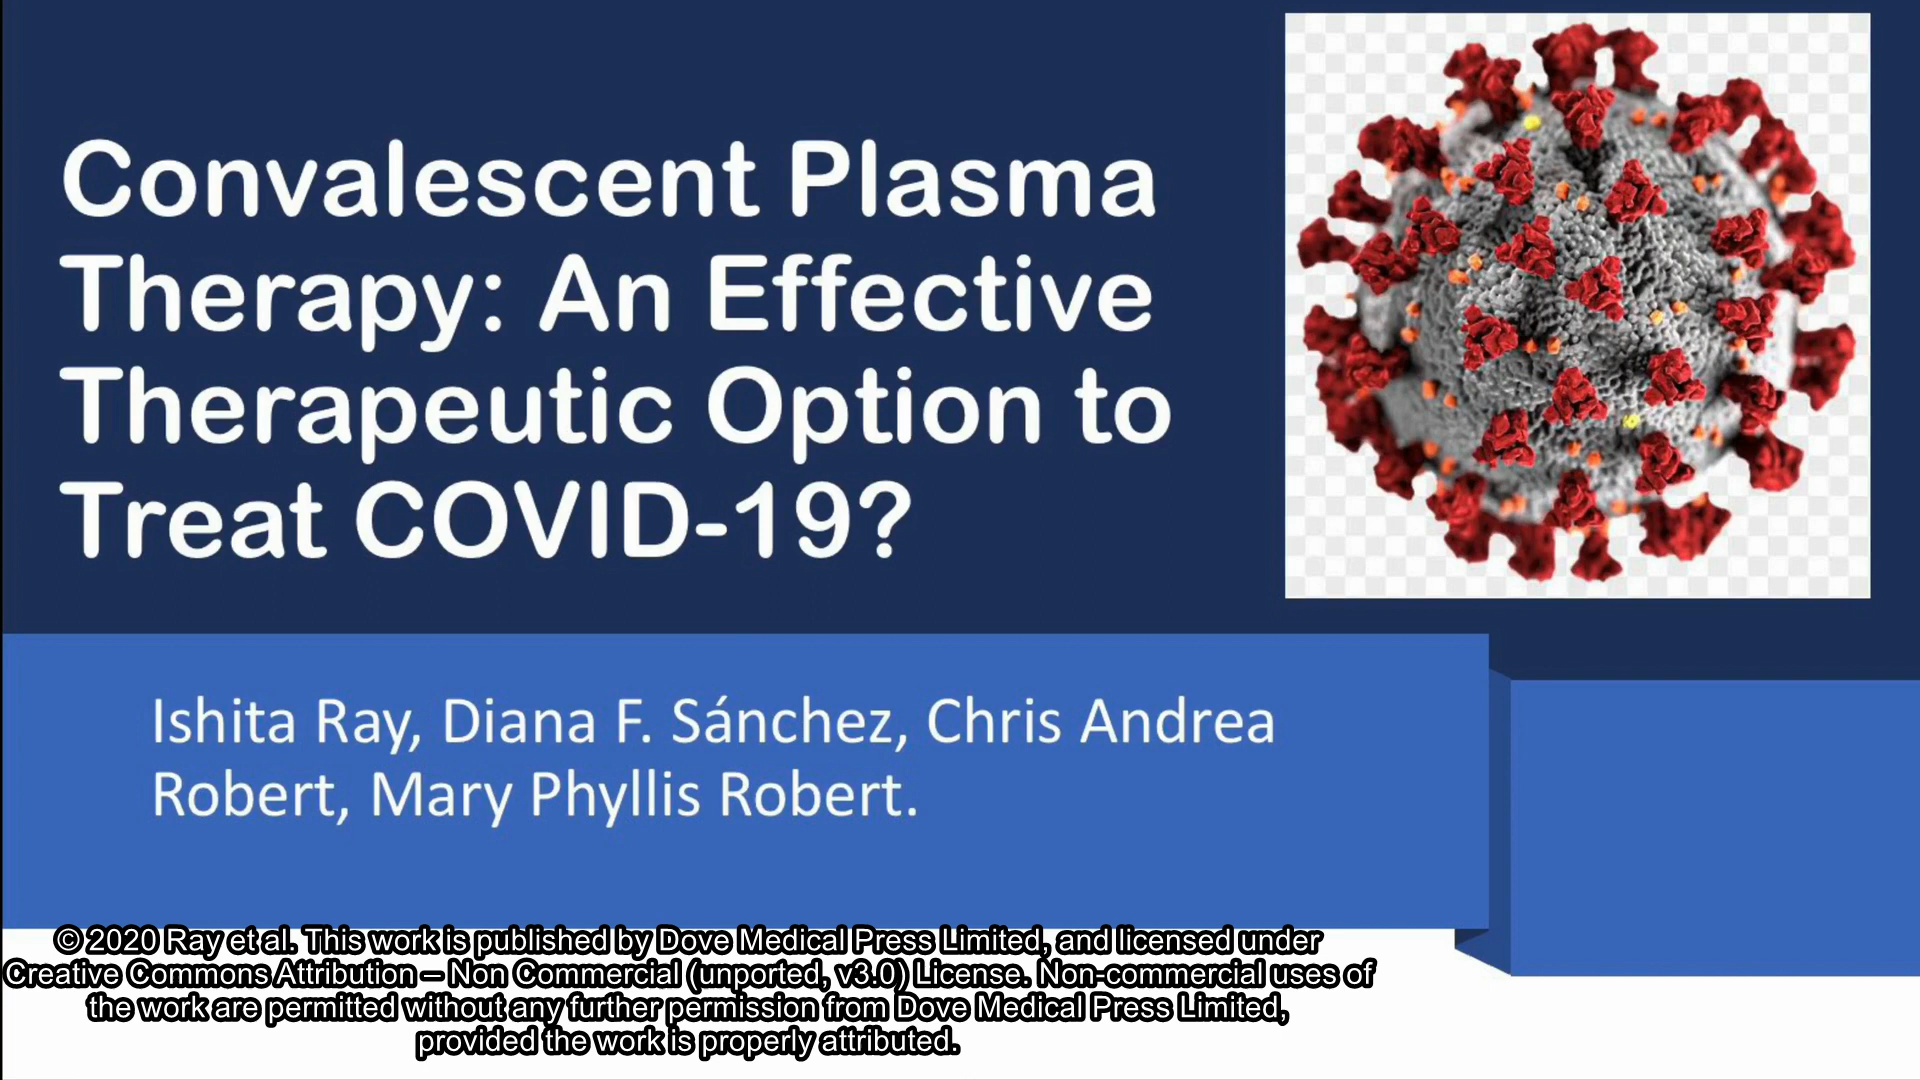 Convalescent Plasma
Therapy: An Effective
Therapeutic Option to
Treat COVID-19?
Ishita Ray, Diana F. Sánchez, Chris Andrea
Robert, Mary Phyllis Robert.
© 2020 Ray et al. This work is published by Dove Medical Press Limited, and licensed under
Creative Commons Attribution – Non Commercial (unported, v3.0) License. Non-commercial uses of
the work are permitted without any further permission from Dove Medical Press Limited,
provided the work is properly attributed.